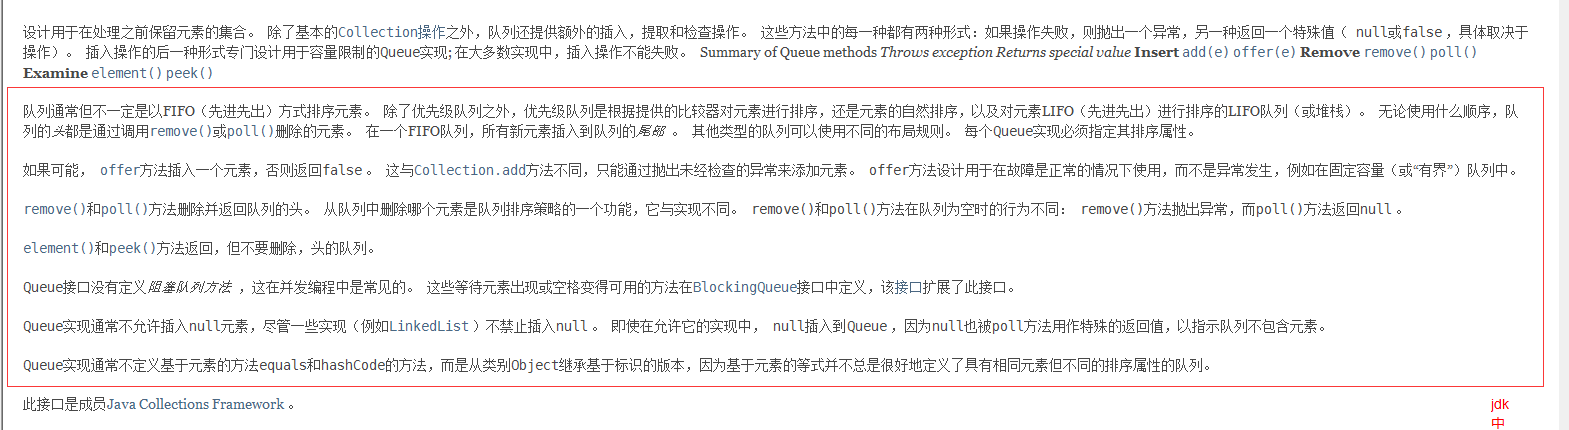 设计用于在处理之前保留元素的集合。 除了基本的Collection操作之外，队列还提供额外的插入，提取和检查操作。 这些方法中的每一种都有两种形式：如果操作失败，则抛出一个异常，另一种返回一个特殊值（ null或false ，具体取决于
操作）。 插入操作的后一种形式专门设计用于容量限制的Queue实现;在大多数实现中，插入操作不能失败。 Summary of Queue methods Throws exception Returns special value Insert add(e) offer(e) Remove remove() poll()
Examine element() peek()
队列通常但不一定是以FIFO（先进先出）方式排序元素。 除了优先级队列之外，优先级队列是根据提供的比较器对元素进行排序，还是元素的自然排序，以及对元素LIFO（先进先出）进行排序的LIFO队列（或堆栈）。 无论使用什么顺序，队
列的头都是通过调用remove()或poll()删除的元素。 在一个FIFO队列，所有新元素插入到队列的尾部 。 其他类型的队列可以使用不同的布局规则。 每个Queue实现必须指定其排序属性。
如果可能， offer方法插入一个元素，否则返回false 。 这与Collection.add方法不同，只能通过抛出未经检查的异常来添加元素。 offer方法设计用于在故障是正常的情况下使用，而不是异常发生，例如在固定容量（或“有界”）队列中。
remove()和poll()方法删除并返回队列的头。 从队列中删除哪个元素是队列排序策略的一个功能，它与实现不同。 remove()和poll()方法在队列为空时的行为不同： remove()方法抛出异常，而poll()方法返回null 。
element()和peek()方法返回，但不要删除，头的队列。
Queue接口没有定义阻塞队列方法 ，这在并发编程中是常见的。 这些等待元素出现或空格变得可用的方法在BlockingQueue接口中定义，该接口扩展了此接口。
Queue实现通常不允许插入null元素，尽管一些实现（例如LinkedList ）不禁止插入null 。 即使在允许它的实现中， null插入到Queue ，因为null也被poll方法用作特殊的返回值，以指示队列不包含元素。
Queue实现通常不定义基于元素的方法equals和hashCode的方法，而是从类别Object继承基于标识的版本，因为基于元素的等式并不总是很好地定义了具有相同元素但不同的排序属性的队列。
此接口是成员Java Collections Framework 。
jdk
中